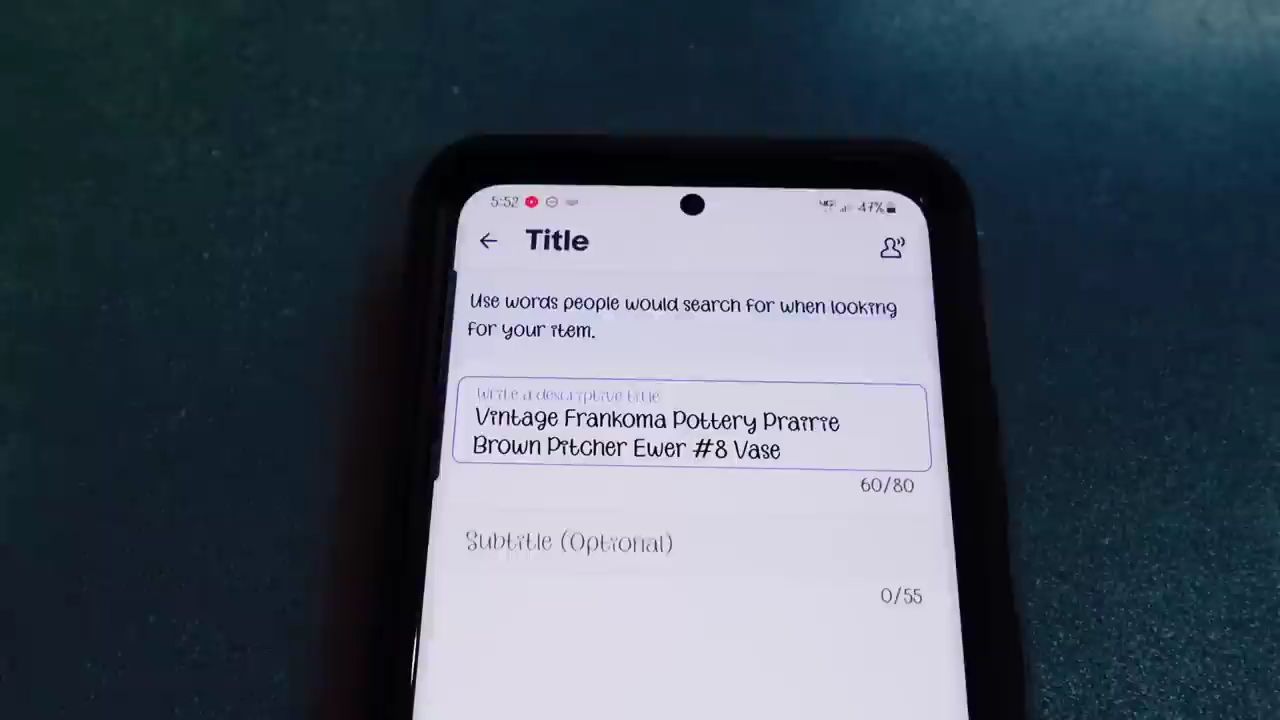 5:52 47%
Title
Use words people would search for when looking
for your item.
Write a descriptive title
Vintage Frankoma Pottery Prairie
Brown Pitcher Ewer #8 Vase
60/80
Subtitle (Optional)
0/55